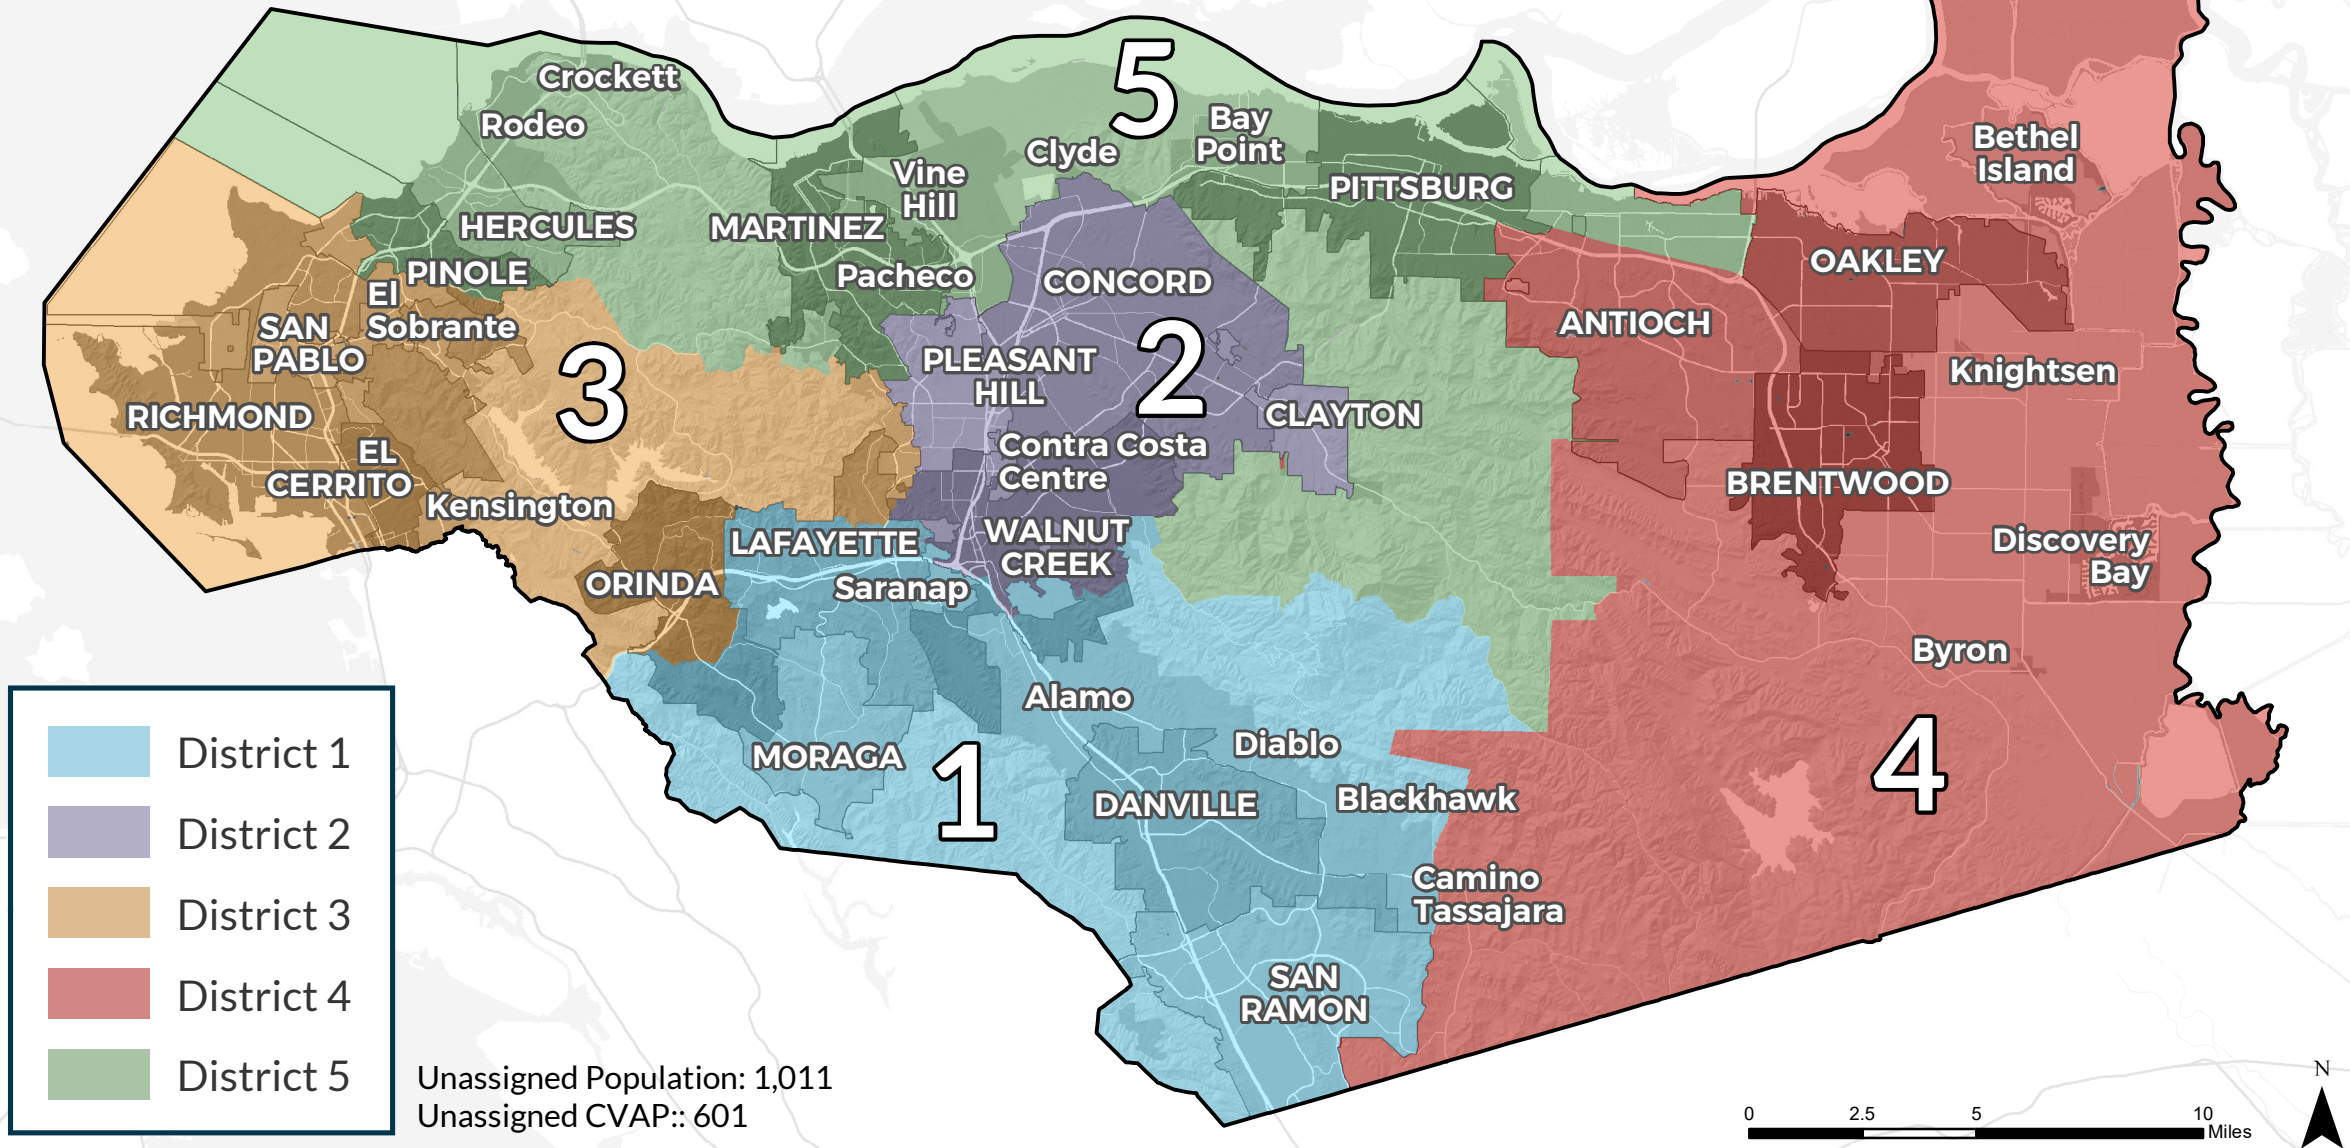 Crockett
Rodeo
5
Clyde
Bay
Point
Vine
Hill
PITTSBURG
Bethel
Island
HERCULES
MARTINEZ
PINOLE
Pacheco
CONCORD
OAKLEY
El
Sobrante
SAN
PABLO
ANTIOCH
3
PLEASANT
HILL
2
Knightsen
RICHMOND
CLAYTON
EL
CERRITO
Contra Costa
Centre
Kensington
BRENTWOOD
LAFAYETTE
WALNUT
CREEK
Discovery
Bay
ORINDA
Saranap
Byron
Alamo
MORAGA
1
Diablo
DANVILLE
Blackhawk
4
Camino
Tassajara
SAN
RAMON
District 1
District 2
District 3
District 4
District 5
Unassigned Population: 1,011
Unassigned CVAP:: 601
N
0 2.5 5 10
Miles